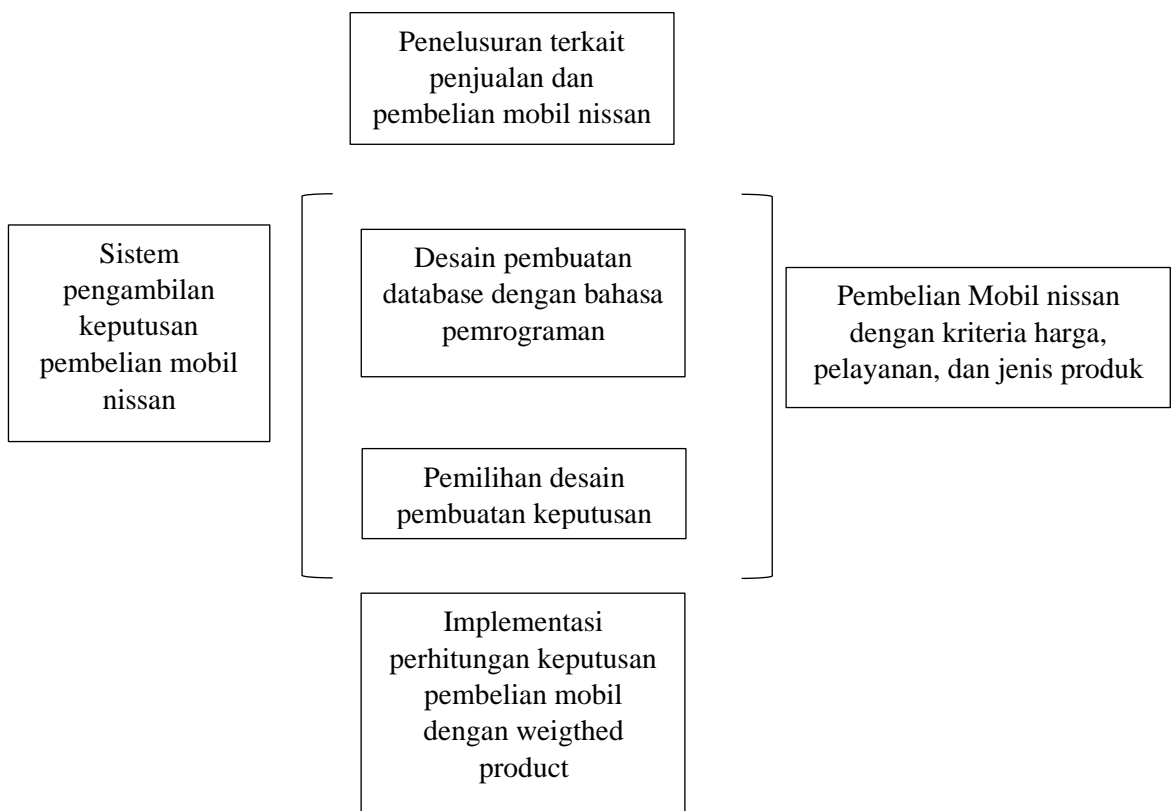 Penelusuran terkait
penjualan dan
pembelian mobil nissan
Sistem
pengambilan
keputusan
pembelian mobil
nissan
Desain pembuatan
database dengan bahasa
pemrograman
Pembelian Mobil nissan
dengan kriteria harga,
pelayanan, dan jenis produk
Pemilihan desain
pembuatan keputusan
Implementasi
perhitungan keputusan
pembelian mobil
dengan weigthed
product